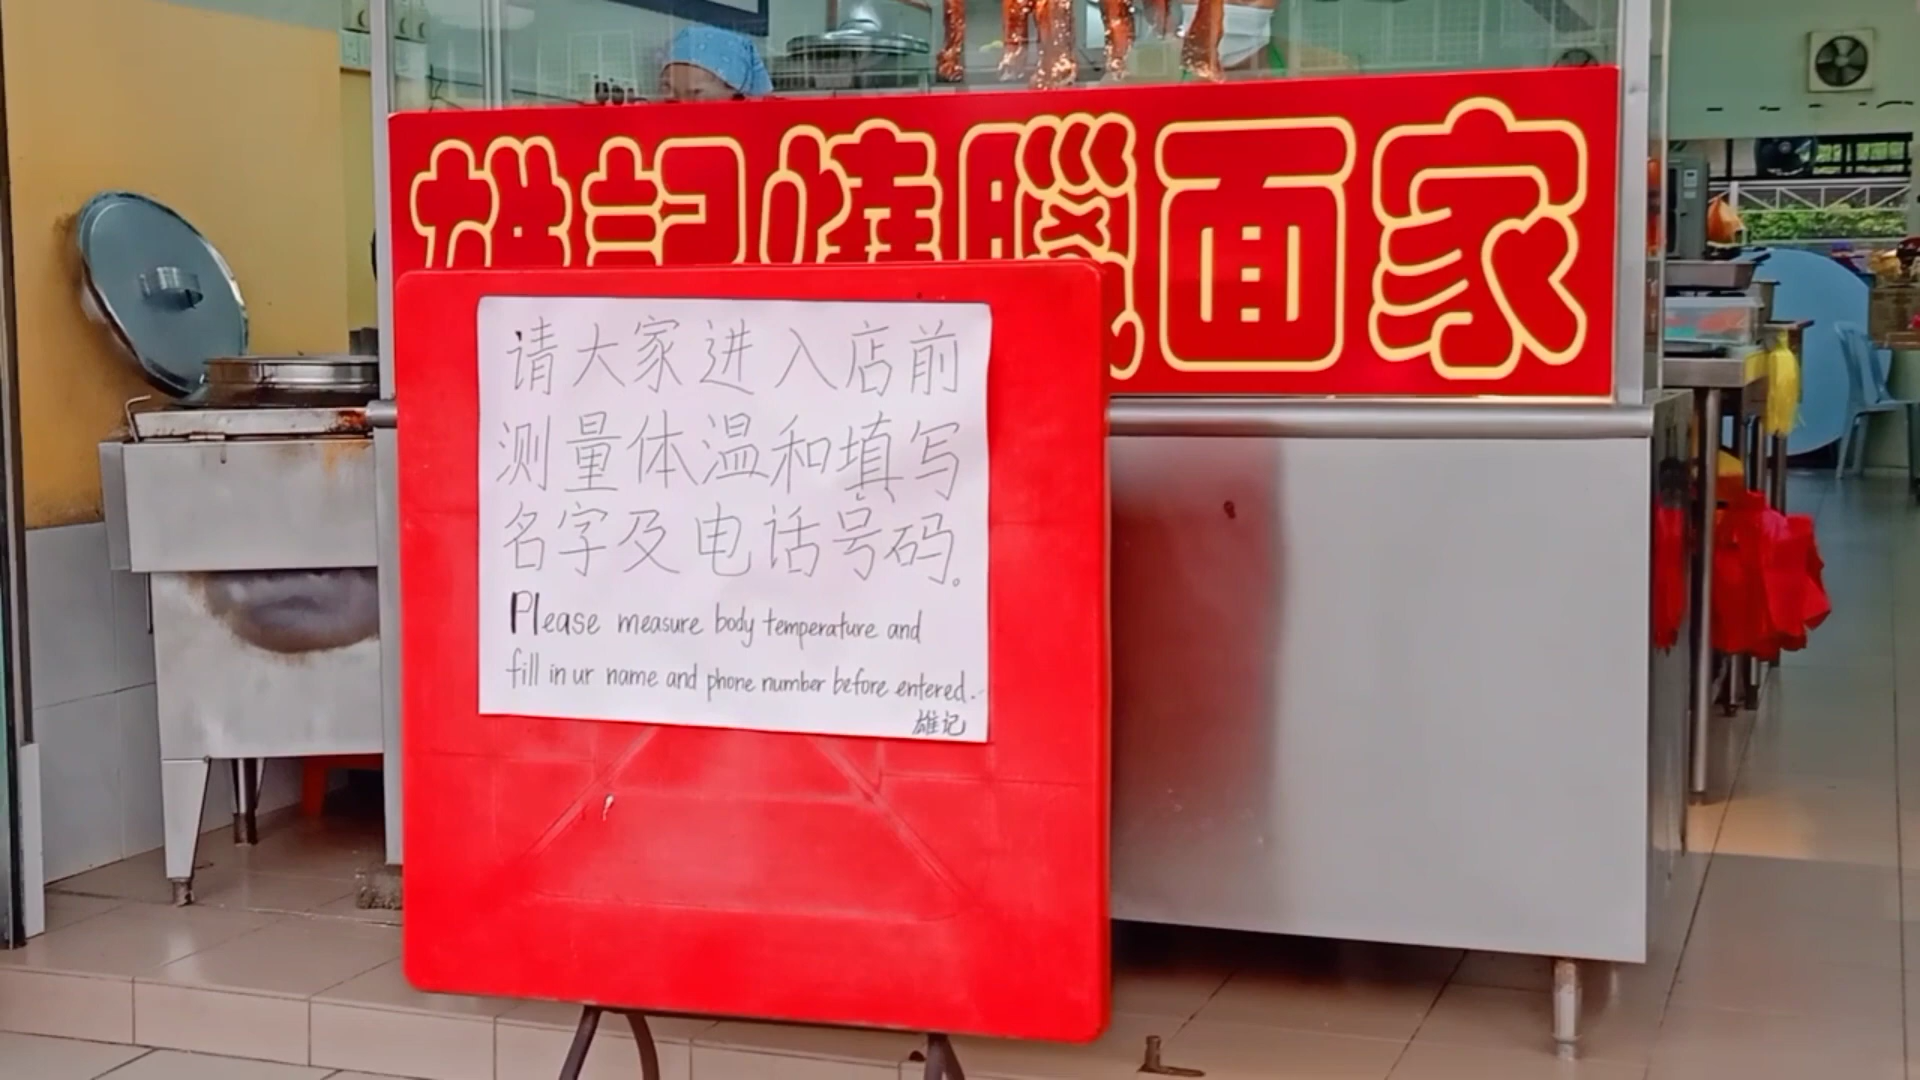 雄記燒臘面家
请大家进入店前
测量体温和填写
名字及电话号码。
Please measure body temperature and
fill in ur name and phone number before entered.
雄记